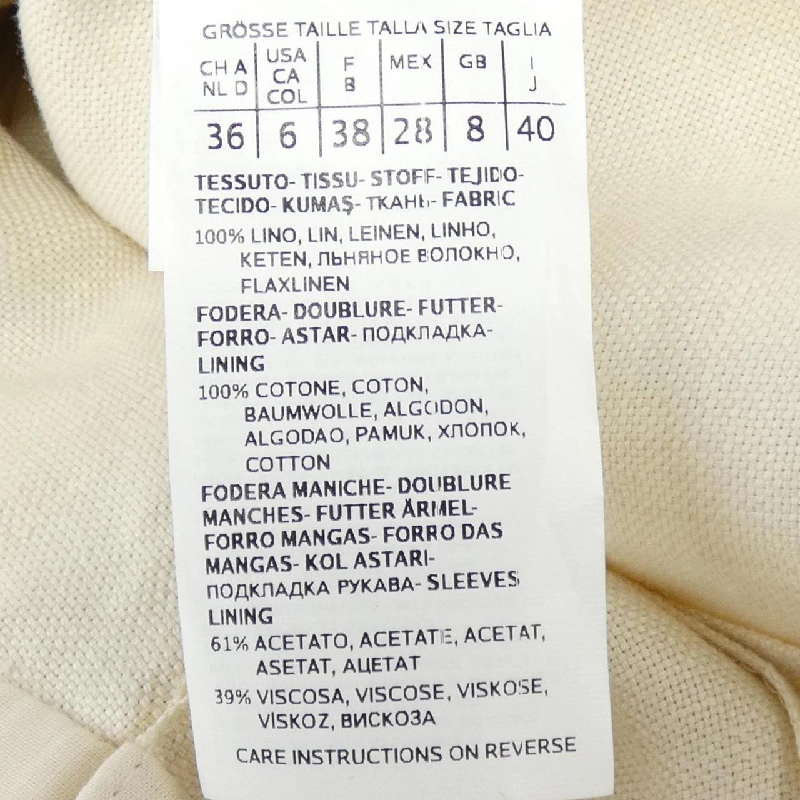 GRÖSSE TAILLE TALLA SIZE TAGLIA
CH A NL D USA CA COL F B MEX GB I J
36 6 38 28 8 40
TESSUTO- TISSU- STOFF- TEJIDO-
TECIDO- KUMAŞ- ТКАНЬ- FABRIC
100% LINO, LIN, LEINEN, LINHO,
KETEN, ЛЬНЯНОЕ ВОЛОКНО,
FLAXLINEN
FODERA- DOUBLURE- FUTTER-
FORRO- ASTAR- ПОДКЛАДКА-
LINING
100% COTONE, COTON,
BAUMWOLLE, ALGODON,
ALGODAO, PAMUK, ХЛОПОК,
COTTON
FODERA MANICHE- DOUBLURE
MANCHES- FUTTER ÄRMEL-
FORRO MANGAS- FORRO DAS
MANGAS- KOL ASTARI-
ПОДКЛАДКА РУКАВА- SLEEVES
LINING
61% ACETATO, ACETATE, ACETAT,
ASETAT, АЦЕТАТ
39% VISCOSA, VISCOSE, VISKOSE,
VİSKOZ, ВИСКОЗА
CARE INSTRUCTIONS ON REVERSE